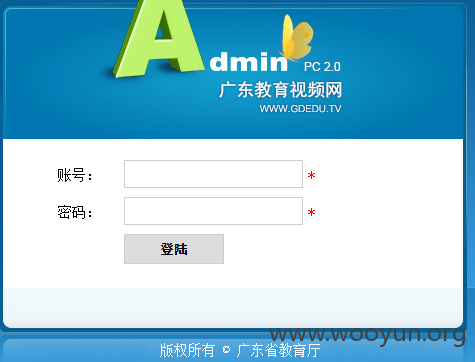 Admin PC 2.0
广东教育视频网
WWW.GDEDU.TV
账号： *
密码： *
登陆
www.wooyun.org
版权所有 © 广东省教育厅